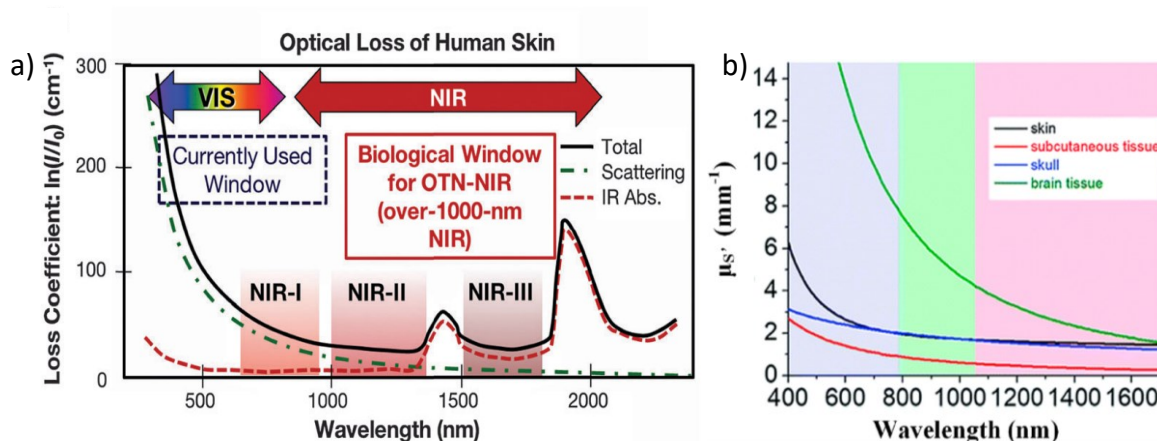 a)
Optical Loss of Human Skin
Loss Coefficient: ln(I/I₀) (cm⁻¹)
300
200
100
0
VIS
NIR
Currently Used
Window
Biological Window
for OTN-NIR
(over-1000-nm
NIR)
Total
Scattering
IR Abs.
NIR-I
NIR-II
NIR-III
500
1000
1500
2000
Wavelength (nm)
b)
μs' (mm⁻¹)
14
12
10
8
6
4
2
0
skin
subcutaneous tissue
skull
brain tissue
400
600
800
1000
1200
1400
1600
Wavelength (nm)